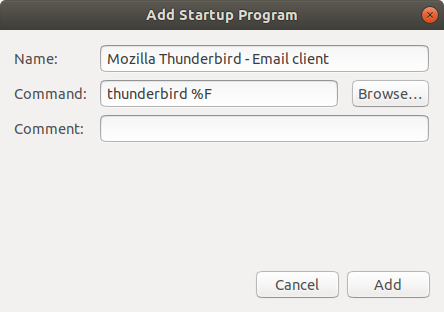 Add Startup Program
Name: Mozilla Thunderbird - Email client
Command: thunderbird %F Browse...
Comment:
Cancel Add